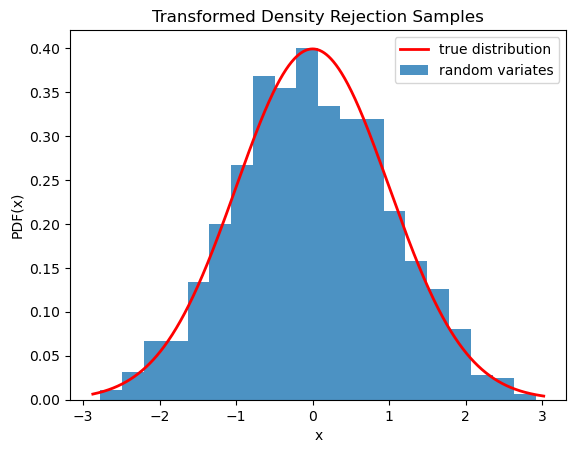 Transformed Density Rejection Samples
true distribution
random variates
0.40
0.35
0.30
0.25
0.20
0.15
0.10
0.05
0.00
PDF(x)
−3 −2 −1 0 1 2 3
x